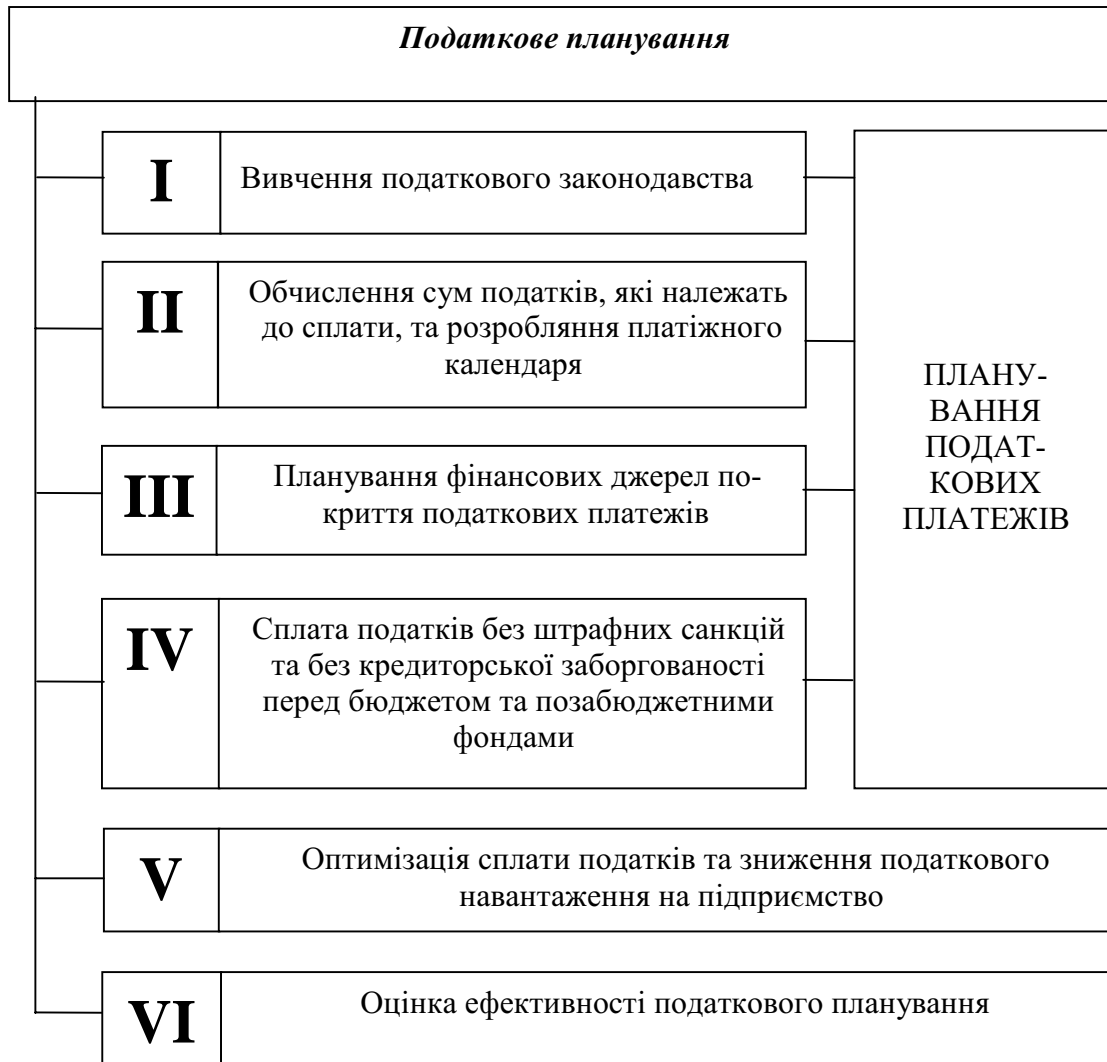 Податкове планування
I
Вивчення податкового законодавства
II
Обчислення сум податків, які належать
до сплати, та розробляння платіжного
календаря
III
Планування фінансових джерел по-
криття податкових платежів
IV
Сплата податків без штрафних санкцій
та без кредиторської заборгованості
перед бюджетом та позабюджетними
фондами
ПЛАНУ-
ВАННЯ
ПОДАТ-
КОВИХ
ПЛАТЕЖІВ
V
Оптимізація сплати податків та зниження податкового
навантаження на підприємство
VI
Оцінка ефективності податкового планування